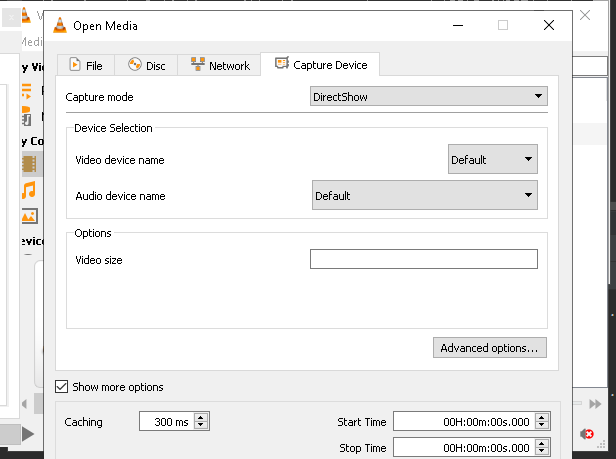 Open Media
File
Disc
Network
Capture Device
Capture mode
DirectShow
Device Selection
Video device name
Default
Audio device name
Default
Options
Video size
Advanced options...
Show more options
Caching
300 ms
Start Time
00H:00m:00s.000
Stop Time
00H:00m:00s.000